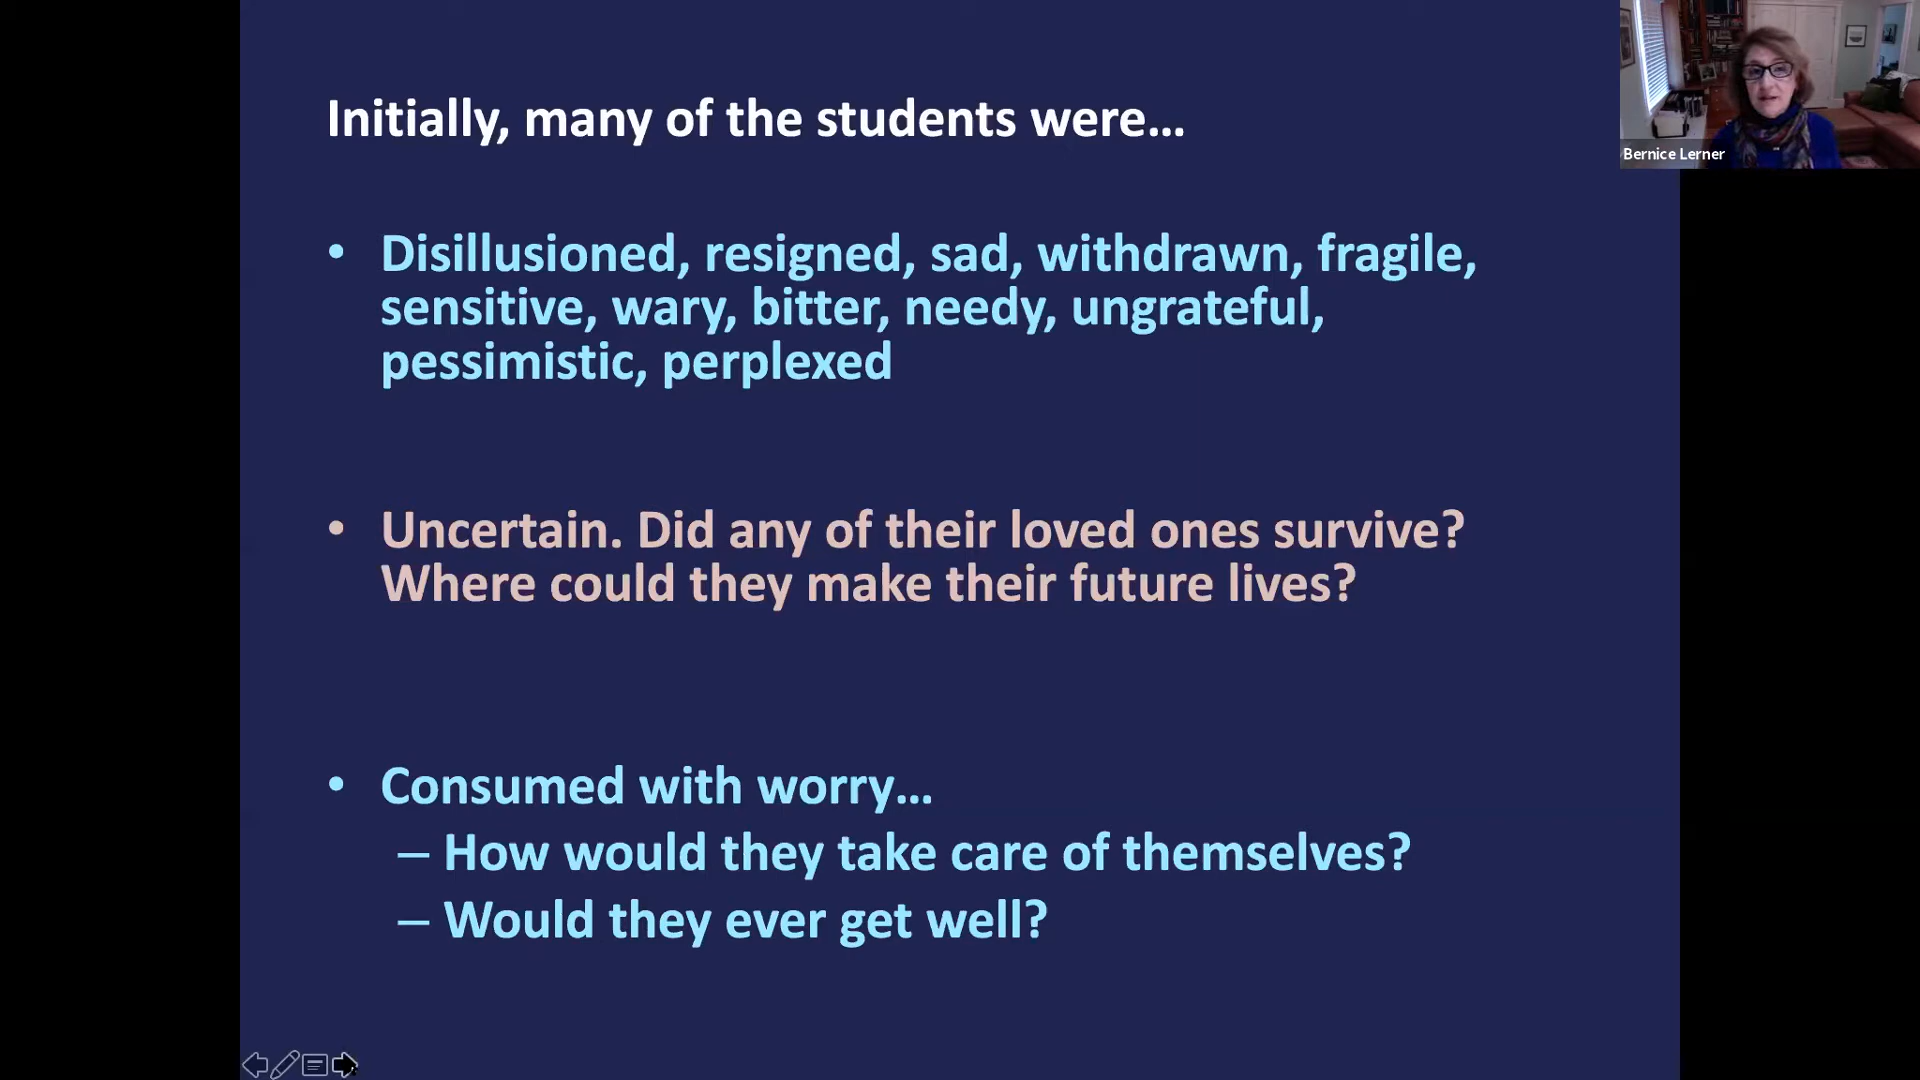 Initially, many of the students were…
• Disillusioned, resigned, sad, withdrawn, fragile,
sensitive, wary, bitter, needy, ungrateful,
pessimistic, perplexed
• Uncertain. Did any of their loved ones survive?
Where could they make their future lives?
• Consumed with worry…
– How would they take care of themselves?
– Would they ever get well?
Bernice Lerner